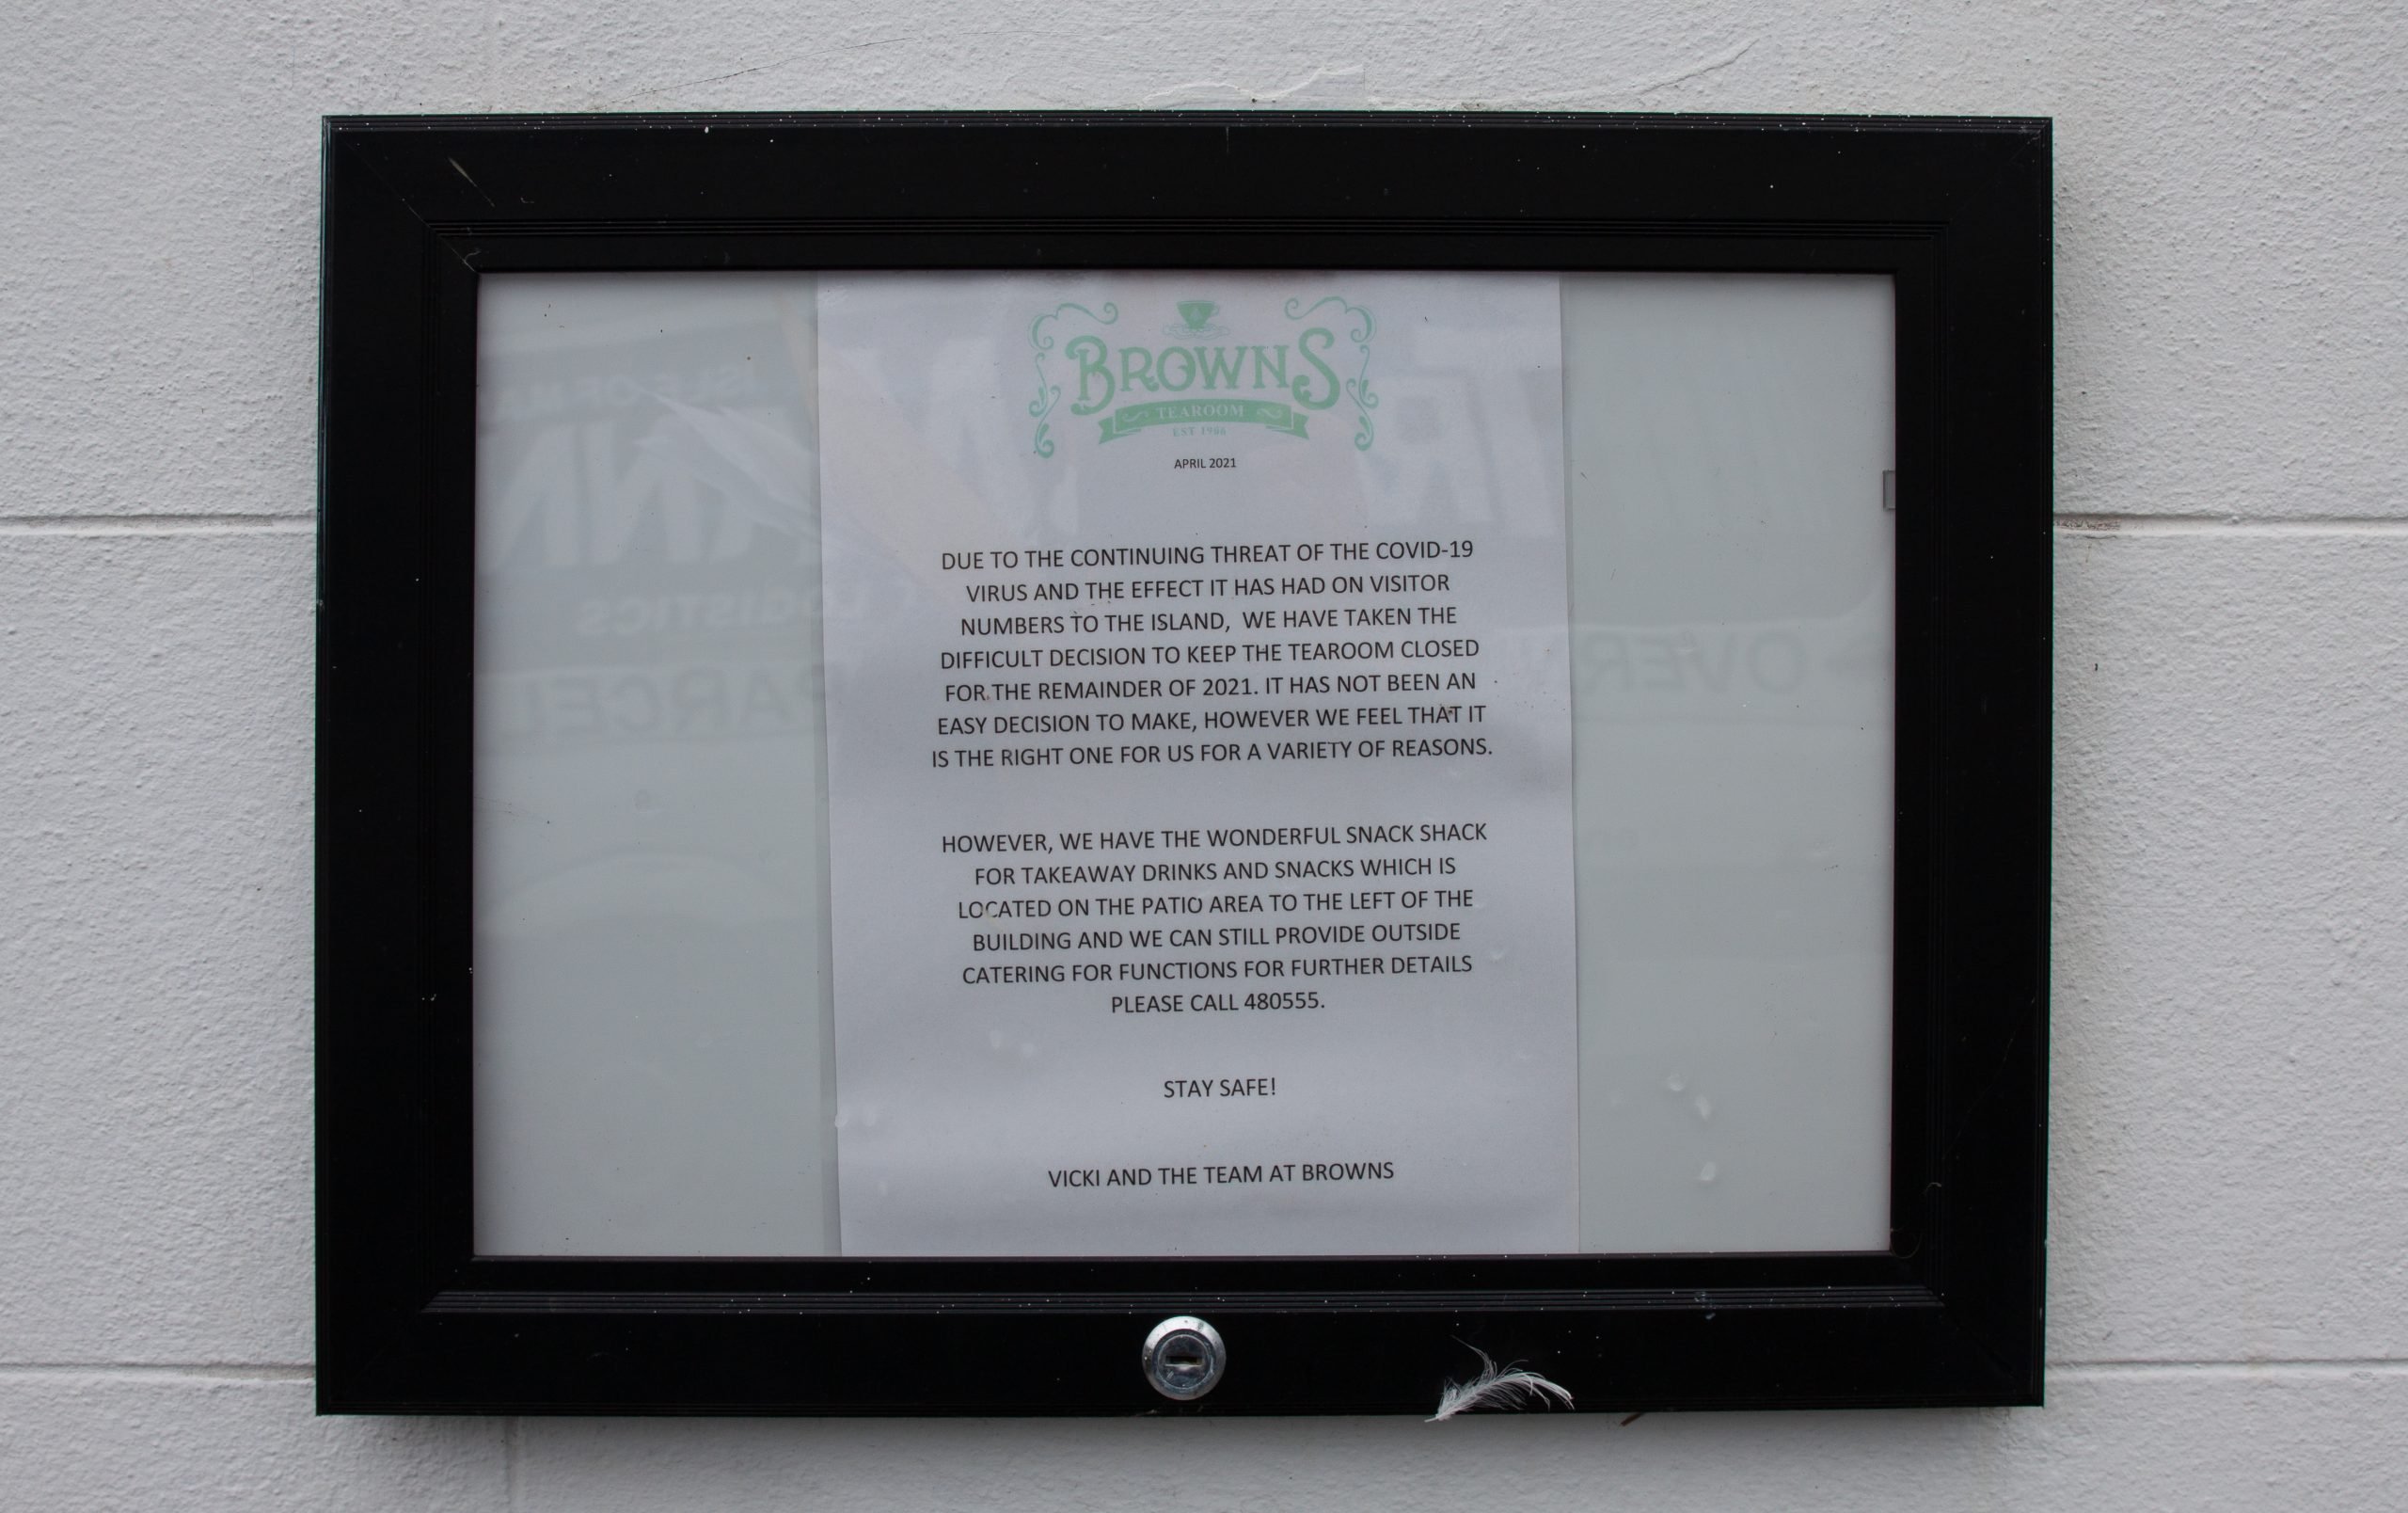 BROWNS
TEAROOM
EST 1906
APRIL 2021
DUE TO THE CONTINUING THREAT OF THE COVID-19
VIRUS AND THE EFFECT IT HAS HAD ON VISITOR
NUMBERS TO THE ISLAND, WE HAVE TAKEN THE
DIFFICULT DECISION TO KEEP THE TEAROOM CLOSED
FOR THE REMAINDER OF 2021. IT HAS NOT BEEN AN
EASY DECISION TO MAKE, HOWEVER WE FEEL THAT IT
IS THE RIGHT ONE FOR US FOR A VARIETY OF REASONS.
HOWEVER, WE HAVE THE WONDERFUL SNACK SHACK
FOR TAKEAWAY DRINKS AND SNACKS WHICH IS
LOCATED ON THE PATIO AREA TO THE LEFT OF THE
BUILDING AND WE CAN STILL PROVIDE OUTSIDE
CATERING FOR FUNCTIONS FOR FURTHER DETAILS
PLEASE CALL 480555.
STAY SAFE!
VICKI AND THE TEAM AT BROWNS